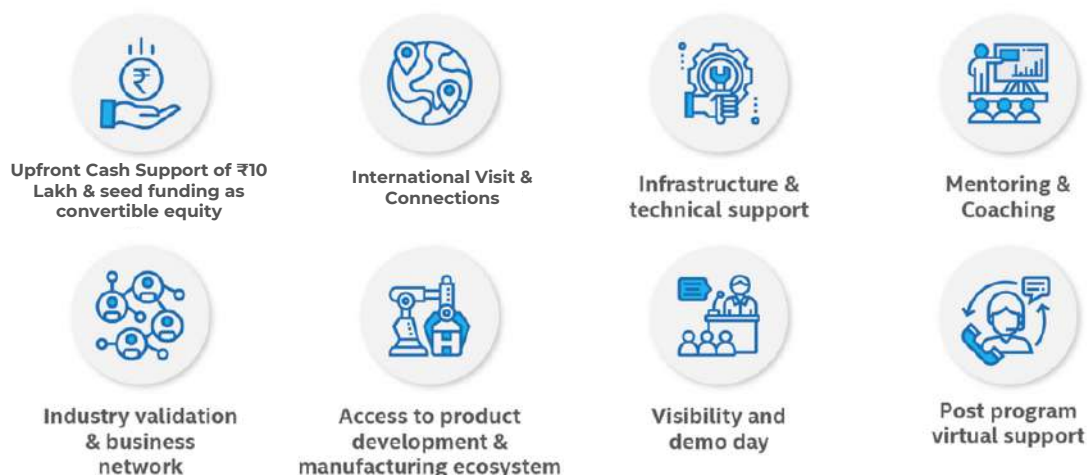 Upfront Cash Support of ₹10
Lakh & seed funding as
convertible equity
International Visit &
Connections
Infrastructure &
technical support
Mentoring &
Coaching
Industry validation
& business
network
Access to product
development &
manufacturing ecosystem
Visibility and
demo day
Post program
virtual support